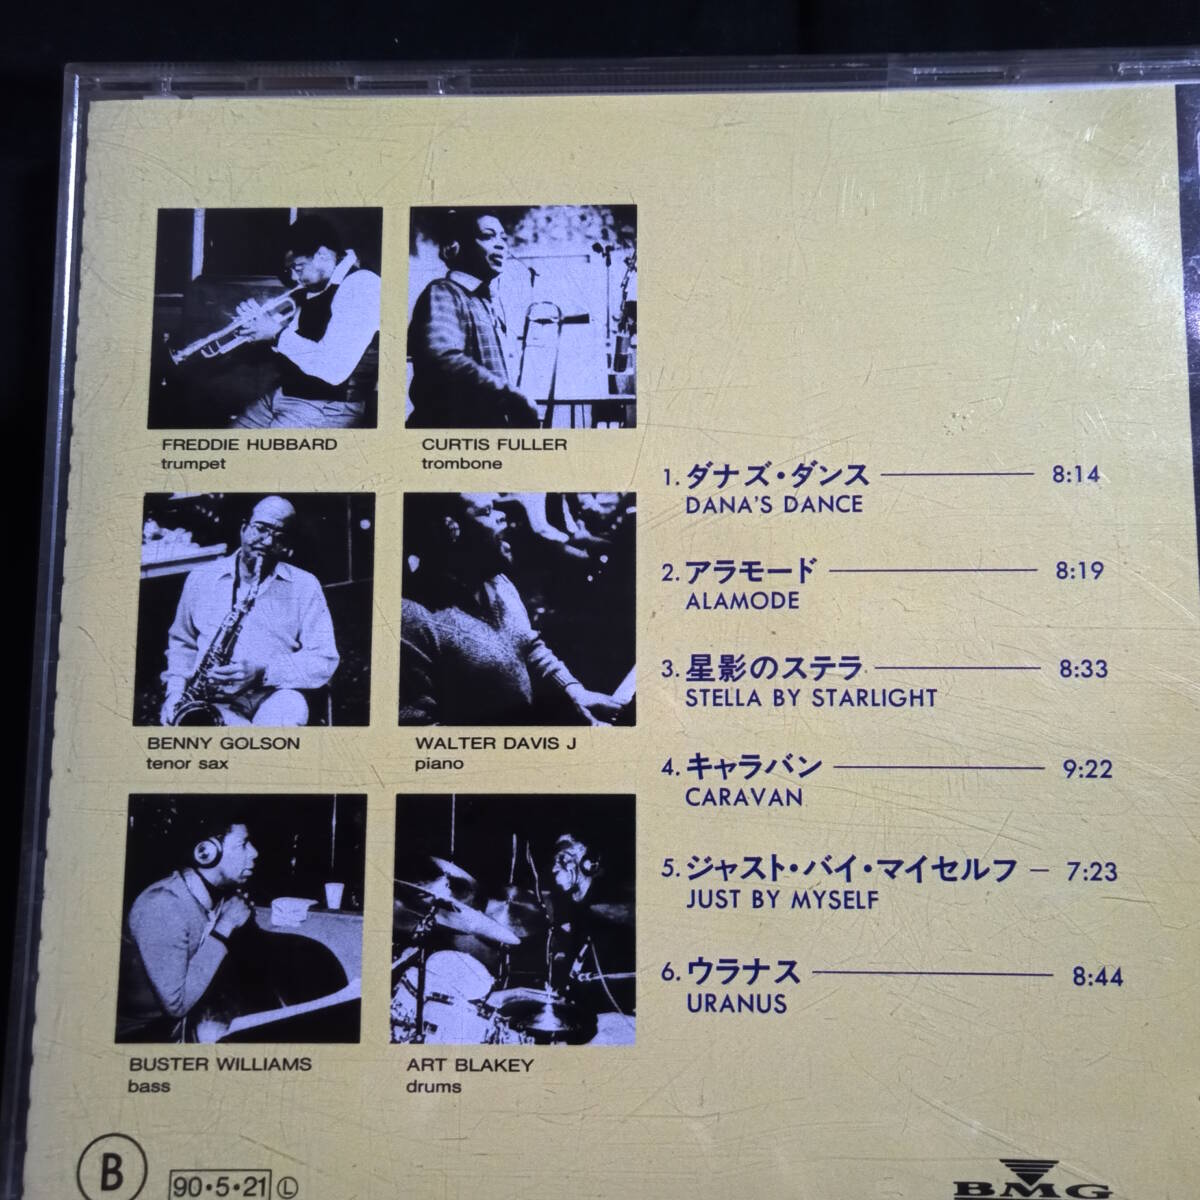 FREDDIE HUBBARD
trumpet
CURTIS FULLER
trombone
BENNY GOLSON
tenor sax
WALTER DAVIS J
piano
BUSTER WILLIAMS
bass
ART BLAKEY
drums
1. ダナズ・ダンス 8:14
DANA'S DANCE
2. アラモード 8:19
ALAMODE
3. 星影のステラ 8:33
STELLA BY STARLIGHT
4. キャラバン 9:22
CARAVAN
5. ジャスト・バイ・マイセルフ 7:23
JUST BY MYSELF
6. ウラナス 8:44
URANUS
B
90・5・21 Ⓛ
BMG